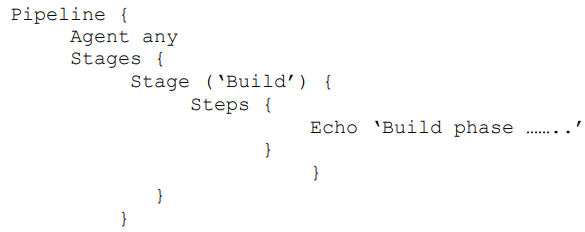 Pipeline {
Agent any
Stages {
Stage (‘Build’) {
Steps {
Echo ‘Build phase ……..’
}
}
}
}